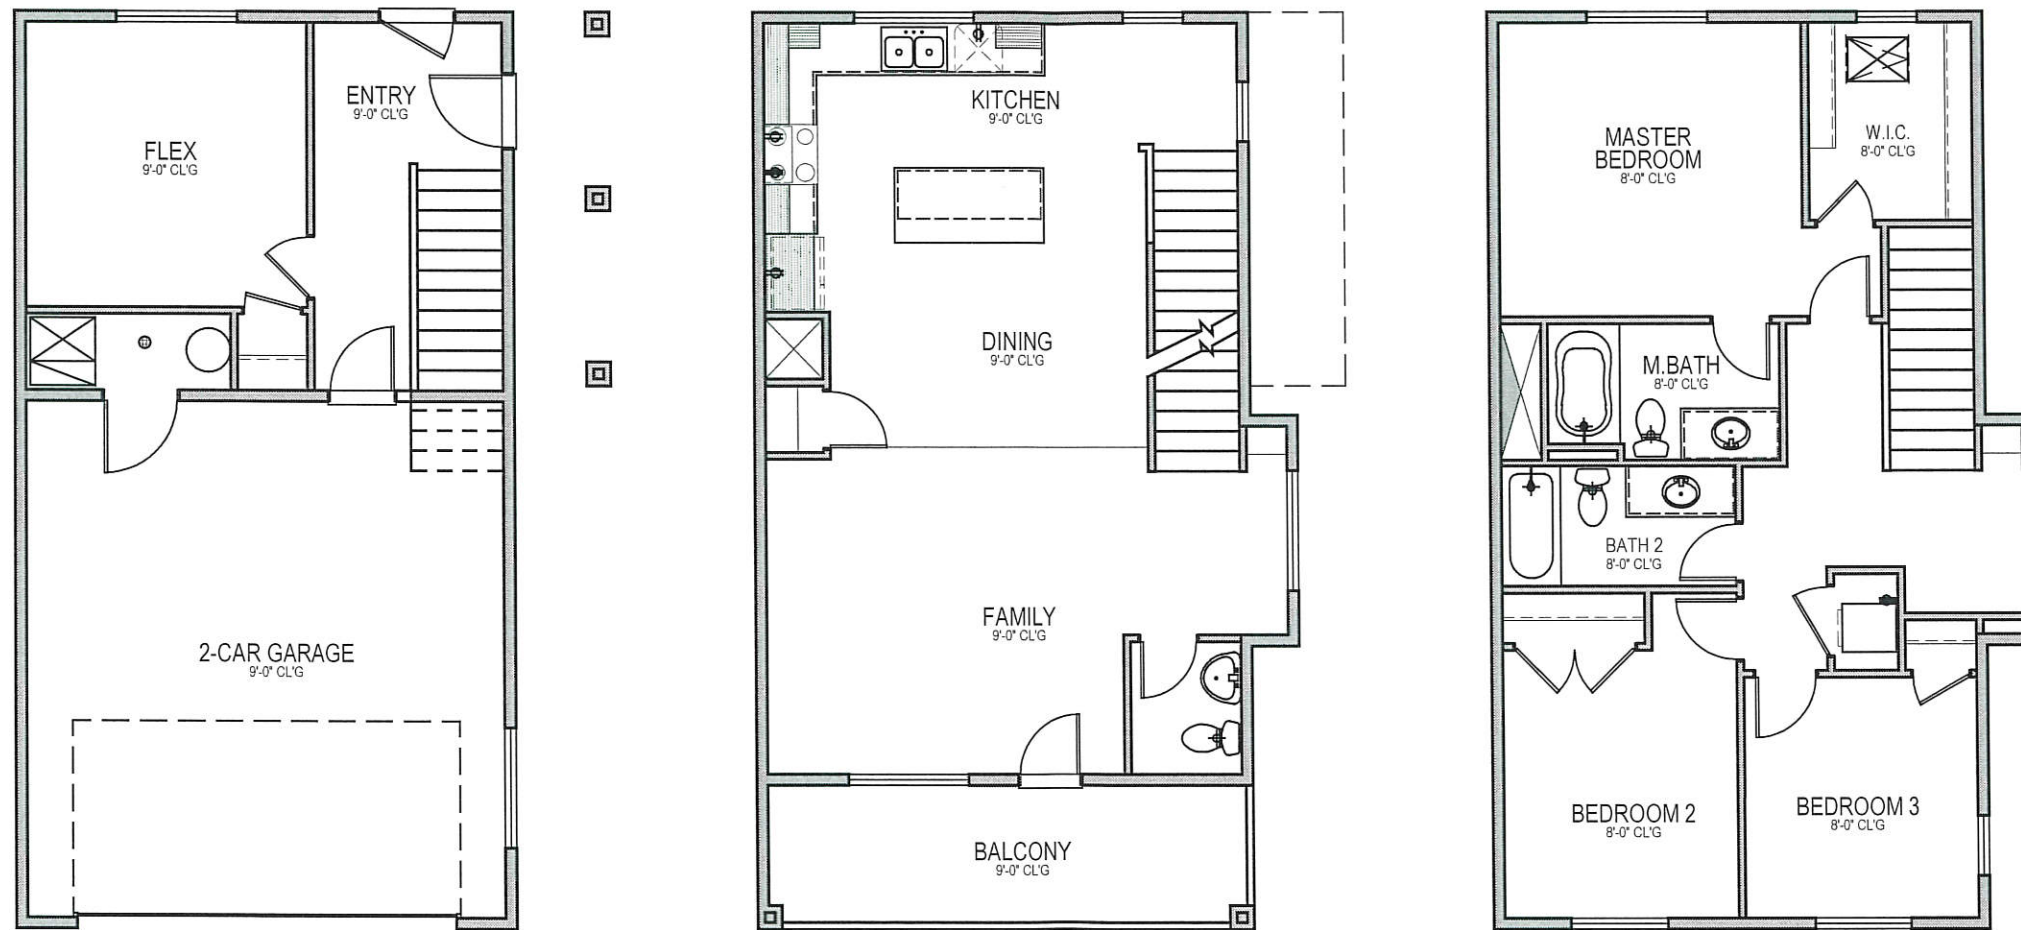 FLEX
9'-0" CL'G
ENTRY
9'-0" CL'G
2-CAR GARAGE
9'-0" CL'G
KITCHEN
9'-0" CL'G
DINING
9'-0" CL'G
FAMILY
9'-0" CL'G
BALCONY
9'-0" CL'G
MASTER
BEDROOM
8'-0" CL'G
W.I.C.
8'-0" CL'G
M.BATH
8'-0" CL'G
BATH 2
8'-0" CL'G
BEDROOM 2
8'-0" CL'G
BEDROOM 3
8'-0" CL'G